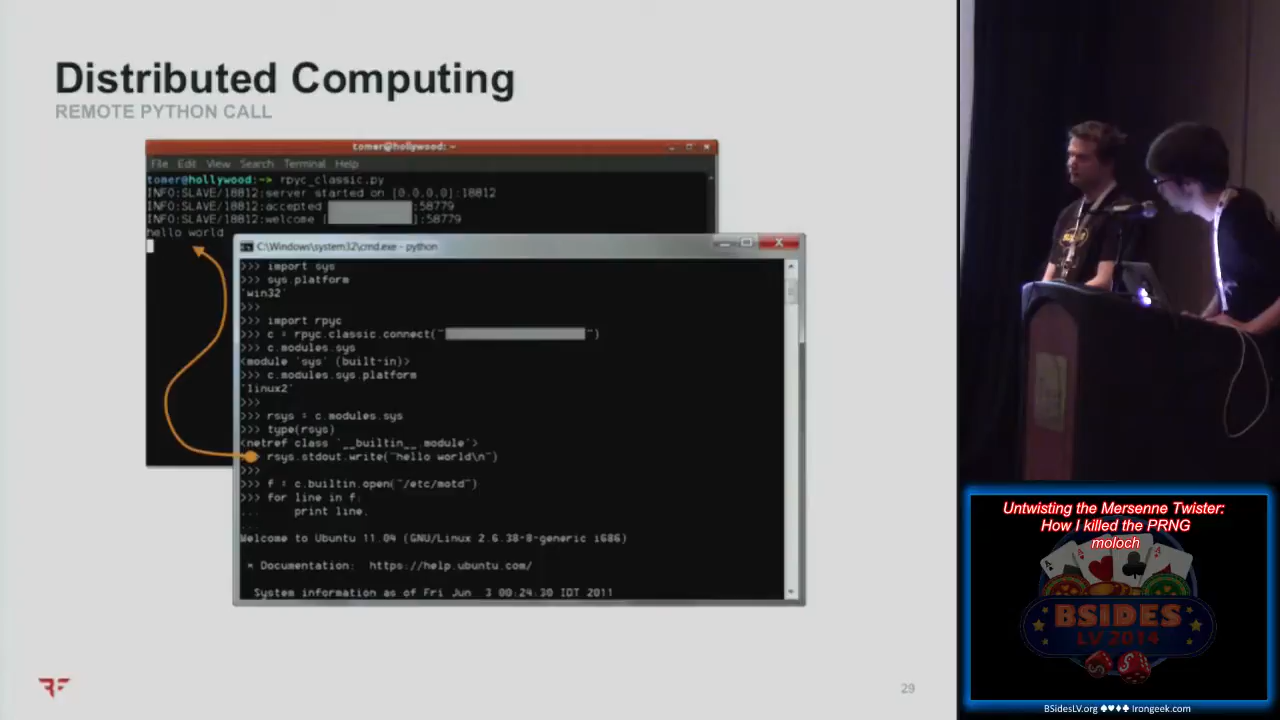 Distributed Computing
REMOTE PYTHON CALL
tomer@hollywood: ~
File Edit View Search Terminal Help
tomer@hollywood:~> rpyc_classic.py
INFO:SLAVE/18812:server started on [0.0.0.0]:18812
INFO:SLAVE/18812:accepted :58779
INFO:SLAVE/18812:welcome [ ]:58779
hello world
C:\Windows\system32\cmd.exe - python
>>> import sys
>>> sys.platform
'win32'
>>>
>>> import rpyc
>>> c = rpyc.classic.connect("                ")
>>> c.modules.sys
<module 'sys' (built-in)>
>>> c.modules.sys.platform
'linux2'
>>>
>>> rsys = c.modules.sys
>>> type(rsys)
<netref class '__builtin__.module'>
>>> rsys.stdout.write("hello world\n")
>>>
>>> f = c.builtin.open("/etc/motd")
>>> for line in f:
...     print line,
...
Welcome to Ubuntu 11.04 (GNU/Linux 2.6.38-8-generic i686)
* Documentation:  https://help.ubuntu.com/
System information as of Fri Jun  3 00:24:30 IDT 2011
29
Untwisting the Mersenne Twister:
How I killed the PRNG
moloch
BSIDES
LV 2014
BSidesLV.org ♠♥♦♣ Irongeek.com